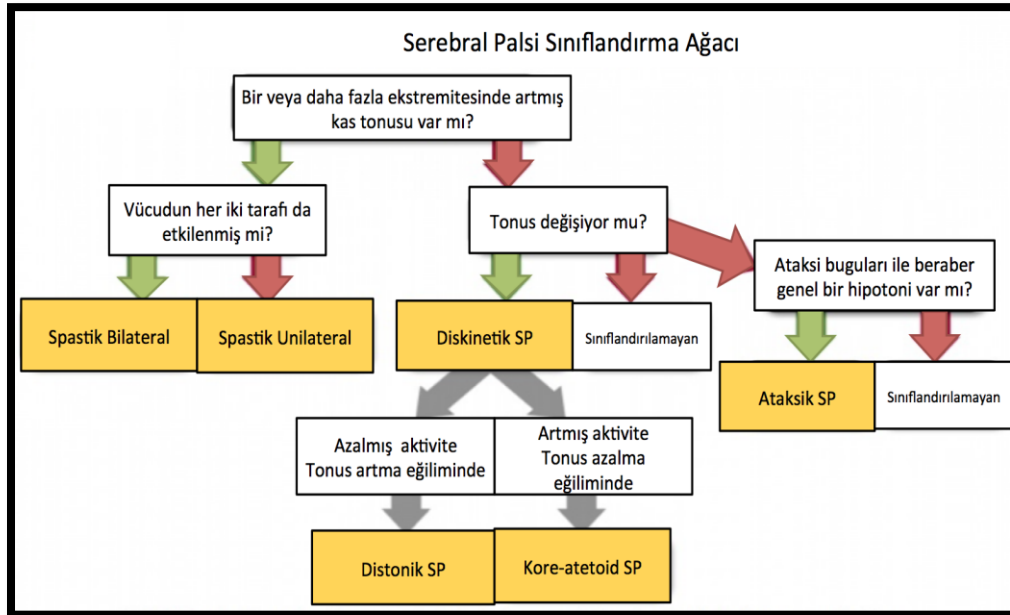 Serebral Palsi Sınıflandırma Ağacı
Bir veya daha fazla ekstremitesinde artmış
kas tonusu var mı?
Vücudun her iki tarafı da
etkilenmiş mi?
Tonus değişiyor mu?
Ataksi buguları ile beraber
genel bir hipotoni var mı?
Spastik Bilateral
Spastik Unilateral
Diskinetik SP
Sınıflandırılamayan
Ataksik SP
Sınıflandırılamayan
Azalmış aktivite
Tonus artma eğiliminde
Artmış aktivite
Tonus azalma
eğiliminde
Distonik SP
Kore-atetoid SP